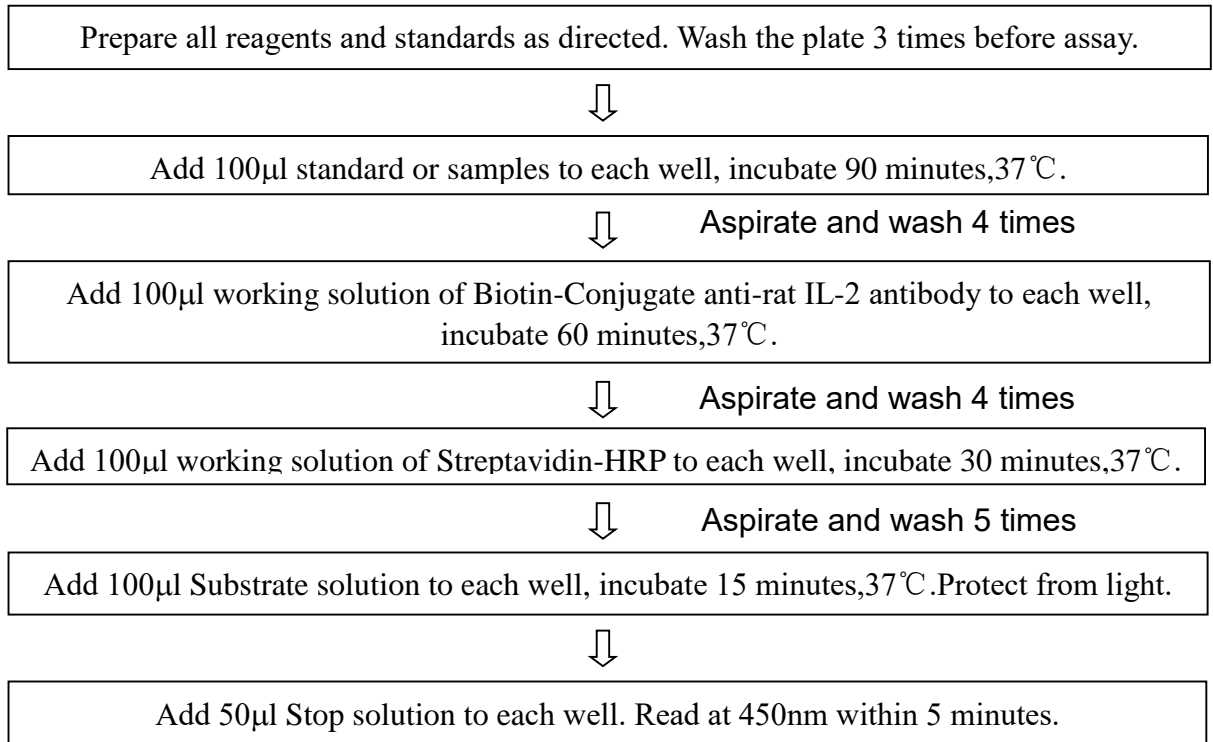 Prepare all reagents and standards as directed. Wash the plate 3 times before assay.
Add 100μl standard or samples to each well, incubate 90 minutes,37℃.
Aspirate and wash 4 times
Add 100μl working solution of Biotin-Conjugate anti-rat IL-2 antibody to each well,
incubate 60 minutes,37℃.
Aspirate and wash 4 times
Add 100μl working solution of Streptavidin-HRP to each well, incubate 30 minutes,37℃.
Aspirate and wash 5 times
Add 100μl Substrate solution to each well, incubate 15 minutes,37℃.Protect from light.
Add 50μl Stop solution to each well. Read at 450nm within 5 minutes.